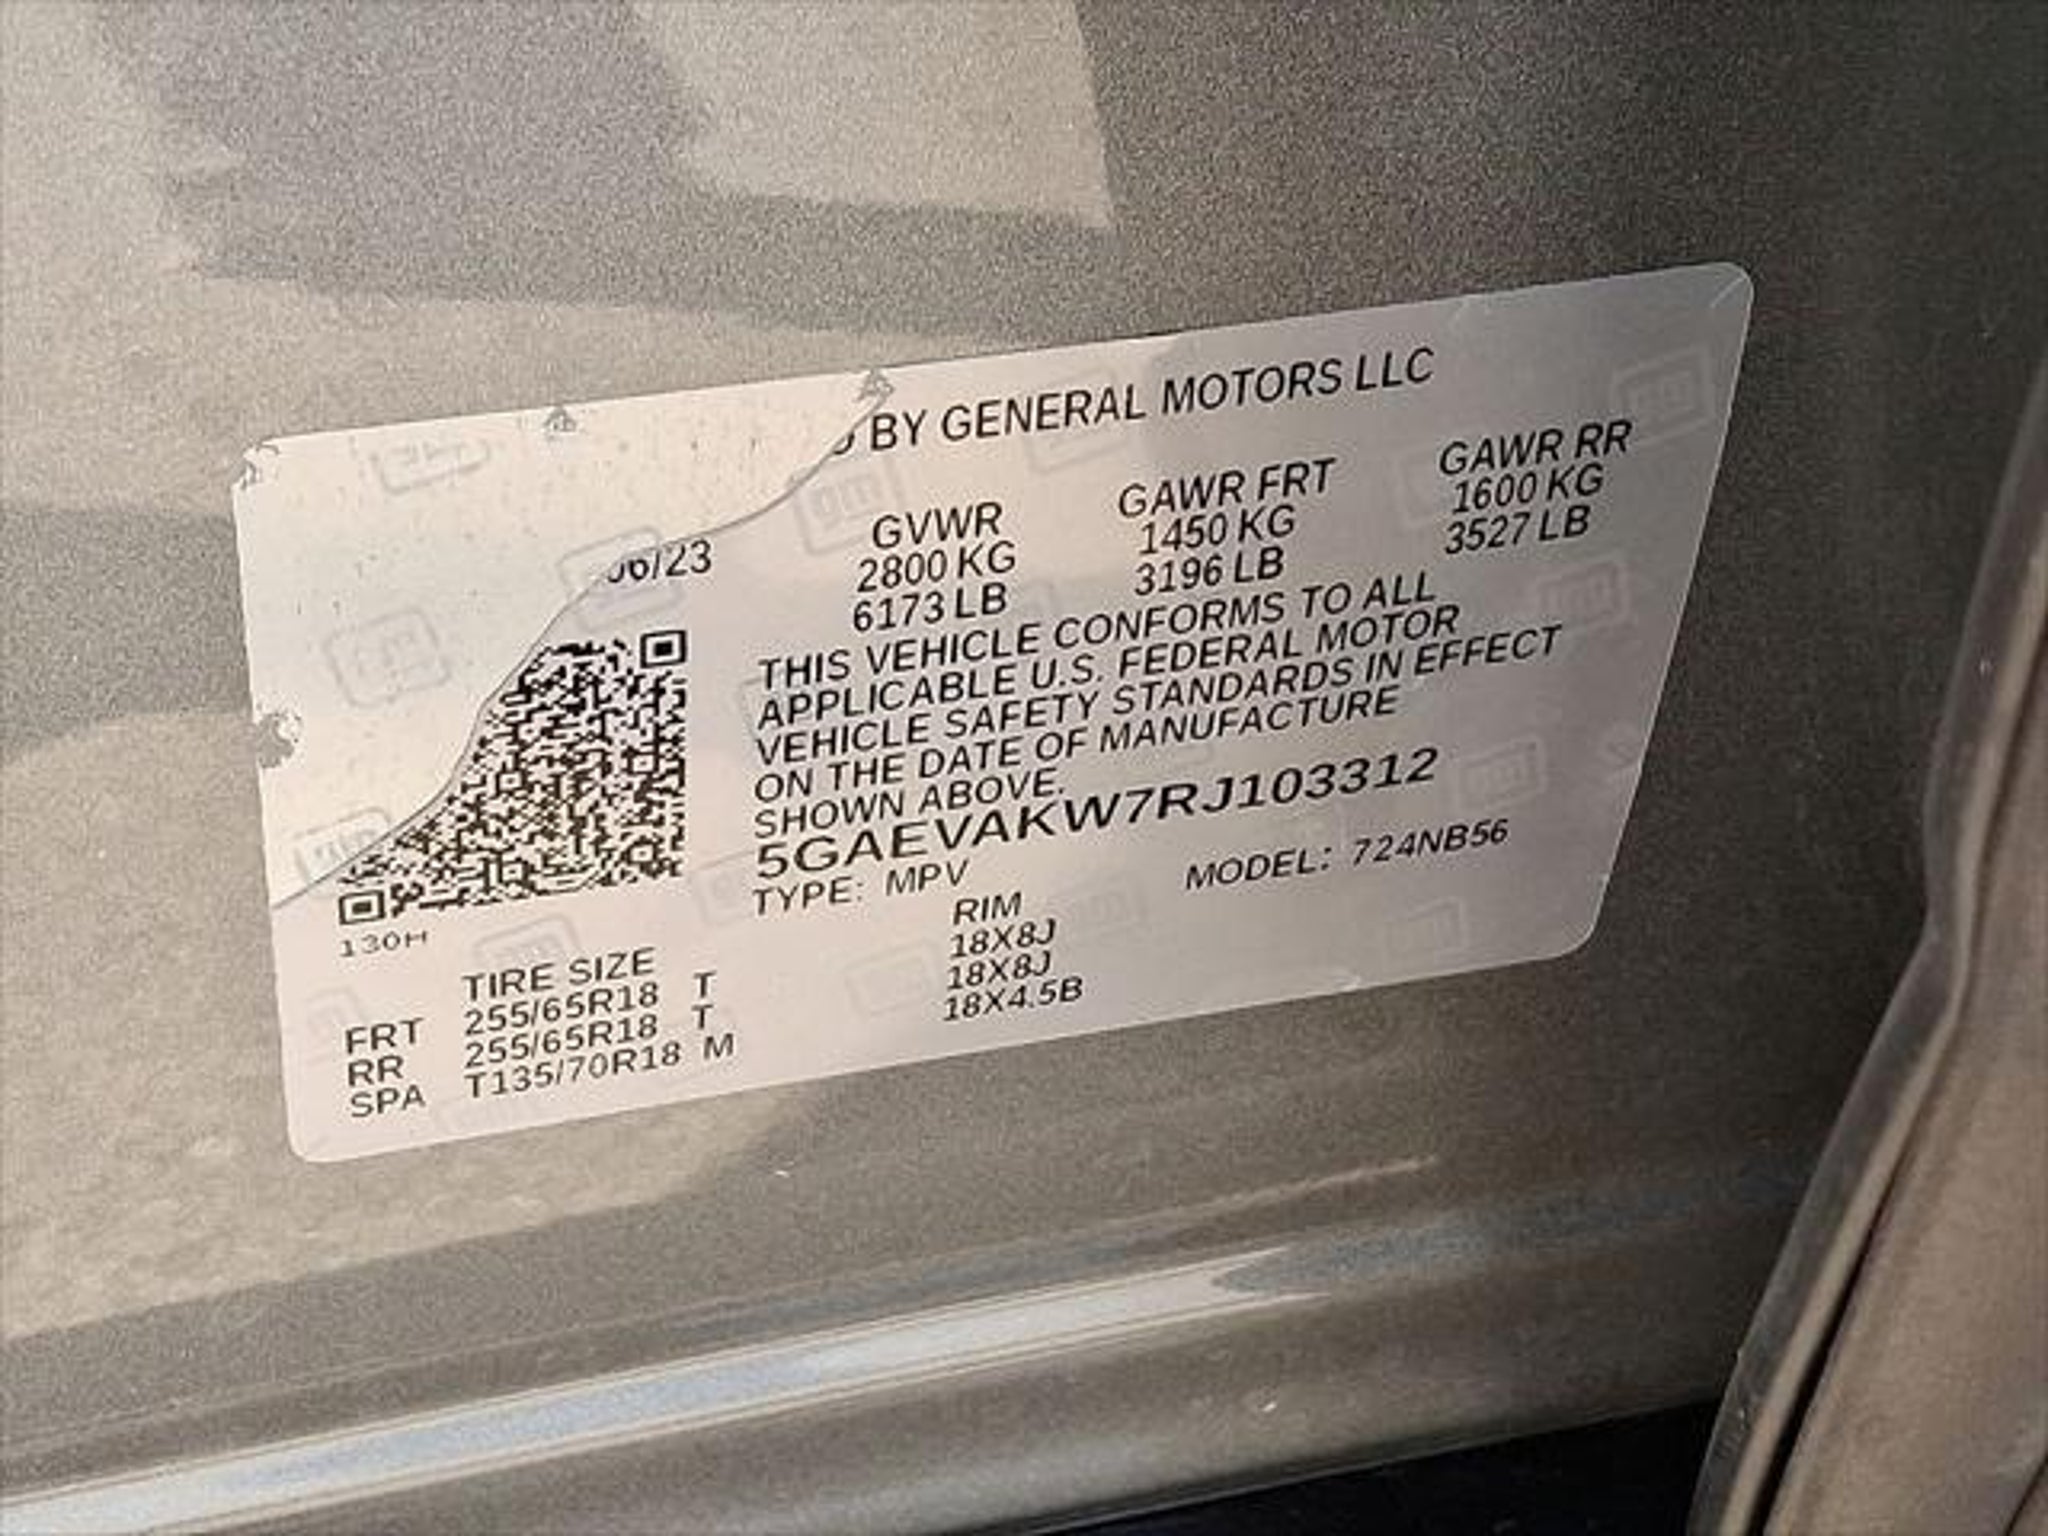 BY GENERAL MOTORS LLC
06/23
GVWR GAWR FRT GAWR RR
2800 KG 1450 KG 1600 KG
6173 LB 3196 LB 3527 LB
THIS VEHICLE CONFORMS TO ALL
APPLICABLE U.S. FEDERAL MOTOR
VEHICLE SAFETY STANDARDS IN EFFECT
ON THE DATE OF MANUFACTURE
SHOWN ABOVE.
5GAEVAKW7RJ103312
TYPE: MPV MODEL: 724NB56
130H
TIRE SIZE RIM
FRT 255/65R18 T 18X8J
RR 255/65R18 T 18X8J
SPA T135/70R18 M 18X4.5B